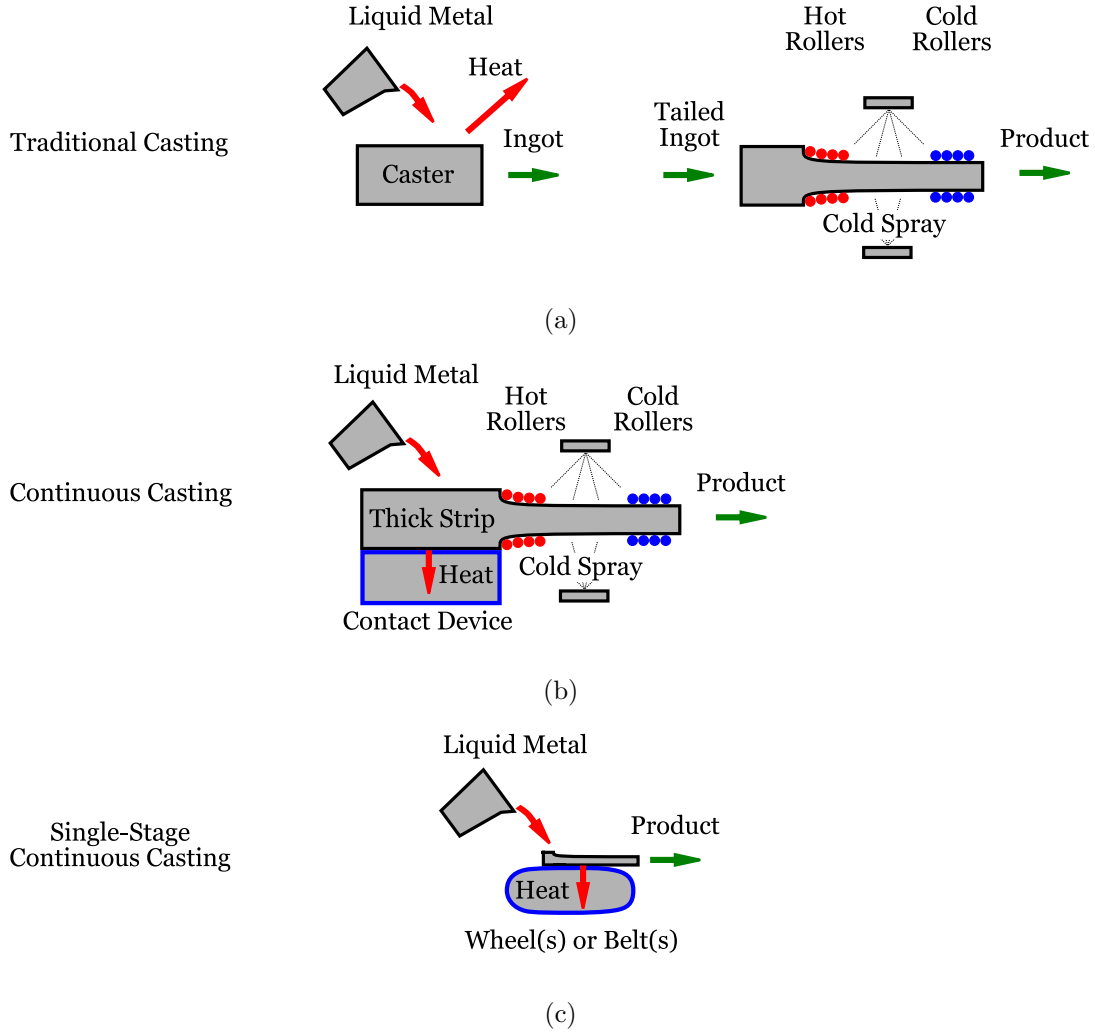 Liquid Metal
Heat
Traditional Casting
Caster
Ingot
Tailed
Ingot
Hot
Rollers
Cold
Rollers
Cold Spray
Product
(a)
Liquid Metal
Hot
Rollers
Cold
Rollers
Continuous Casting
Thick Strip
Product
Heat
Cold Spray
Contact Device
(b)
Liquid Metal
Single-Stage
Continuous Casting
Product
Heat
Wheel(s) or Belt(s)
(c)